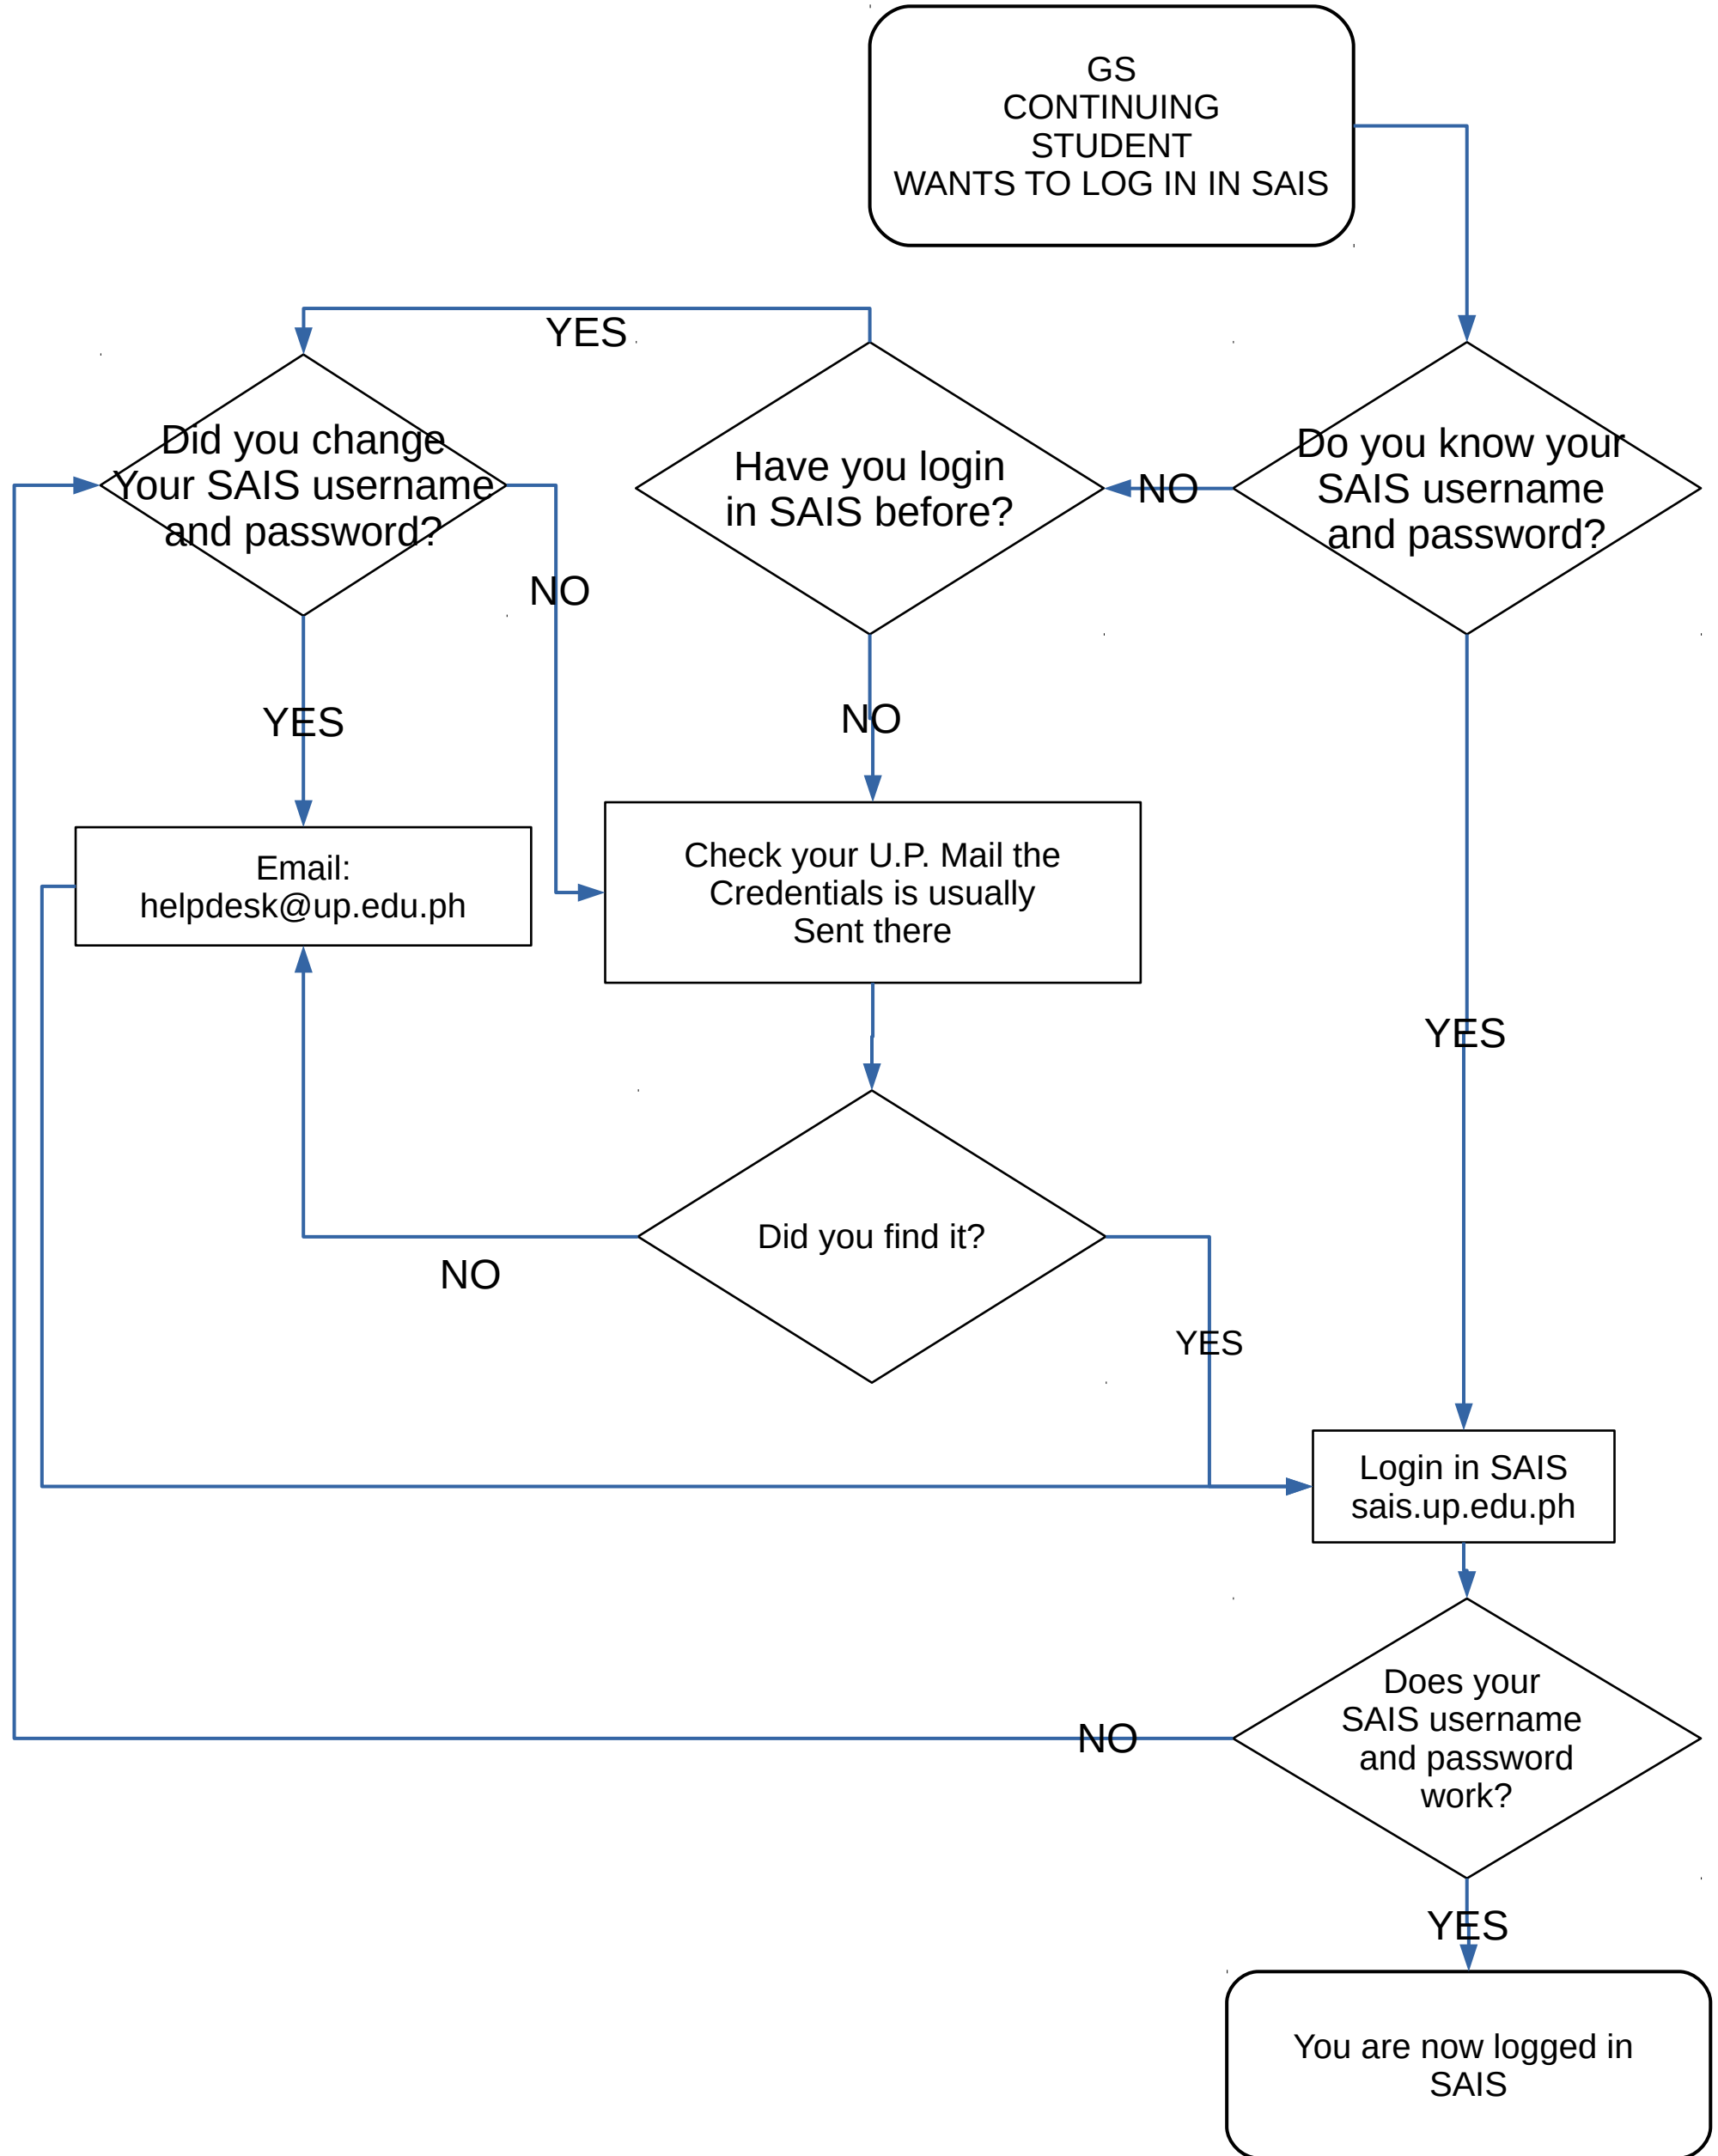 GS
CONTINUING
STUDENT
WANTS TO LOG IN IN SAIS
YES
Did you change
Your SAIS username
and password?
Have you login
in SAIS before?
NO
Do you know your
SAIS username
and password?
NO
YES
NO
Email:
helpdesk@up.edu.ph
Check your U.P. Mail the
Credentials is usually
Sent there
YES
Did you find it?
NO
YES
Login in SAIS
sais.up.edu.ph
Does your
SAIS username
and password
work?
NO
YES
You are now logged in
SAIS